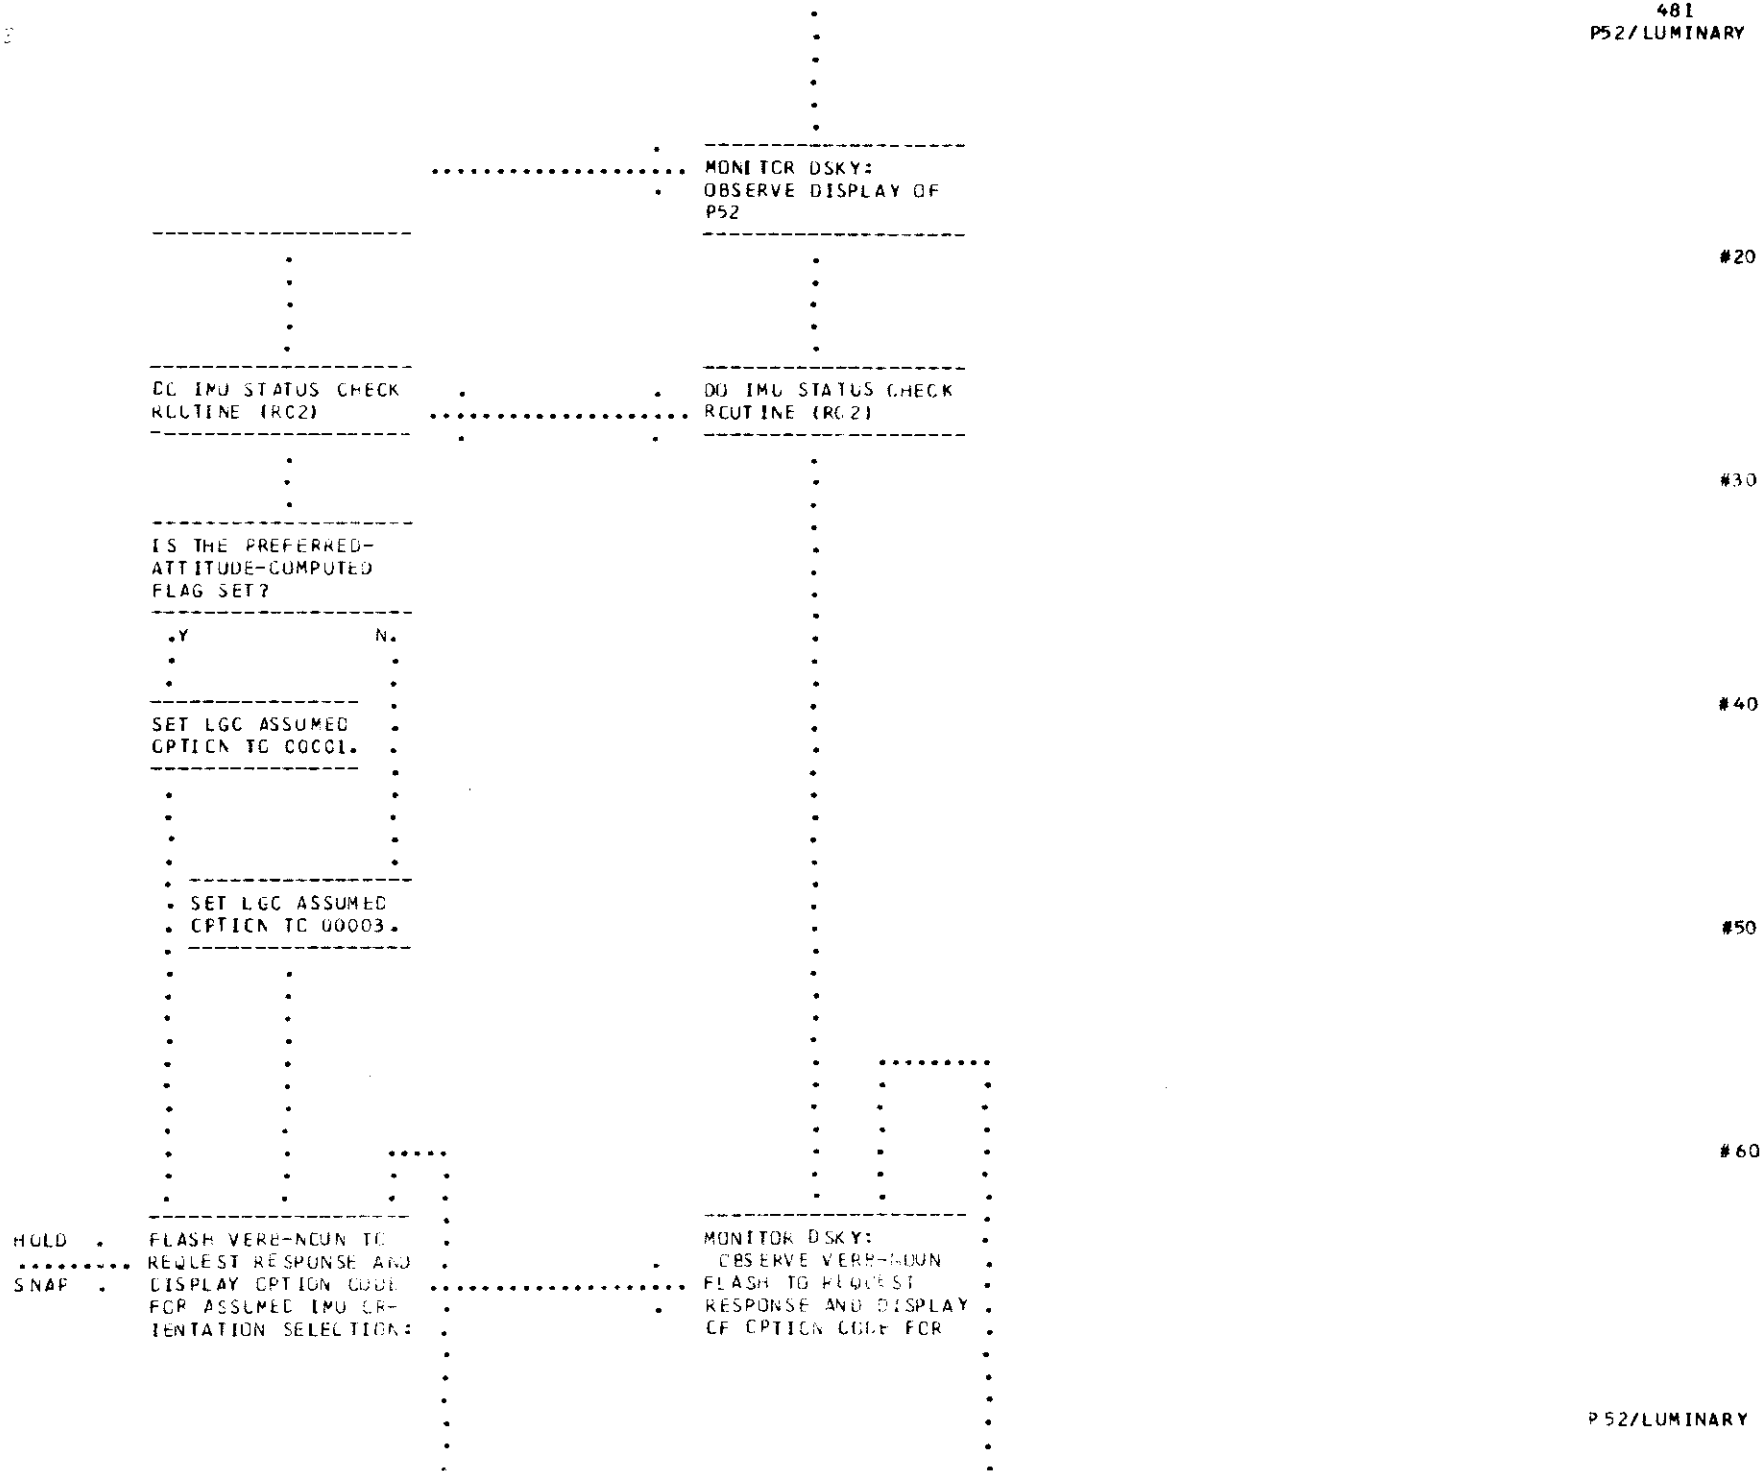 481
P52/LUMINARY
MONITOR DSKY:
OBSERVE DISPLAY OF
P52
#20
DO IMU STATUS CHECK
ROUTINE (R02)
DO IMU STATUS CHECK
ROUTINE (R02)
#30
IS THE PREFERRED-
ATTITUDE-COMPUTED
FLAG SET?
.Y N.
#40
SET LGC ASSUMED
OPTION TO 00001.
SET LGC ASSUMED
OPTION TO 00003.
#50
#60
HOLD .
SNAP .
FLASH VERB-NOUN TO
REQUEST RESPONSE AND
DISPLAY OPTION CODE
FOR ASSUMED IMU OR-
IENTATION SELECTION:
MONITOR DSKY:
OBSERVE VERB-NOUN
FLASH TO REQUEST
RESPONSE AND DISPLAY
OF OPTION CODE FOR
P52/LUMINARY